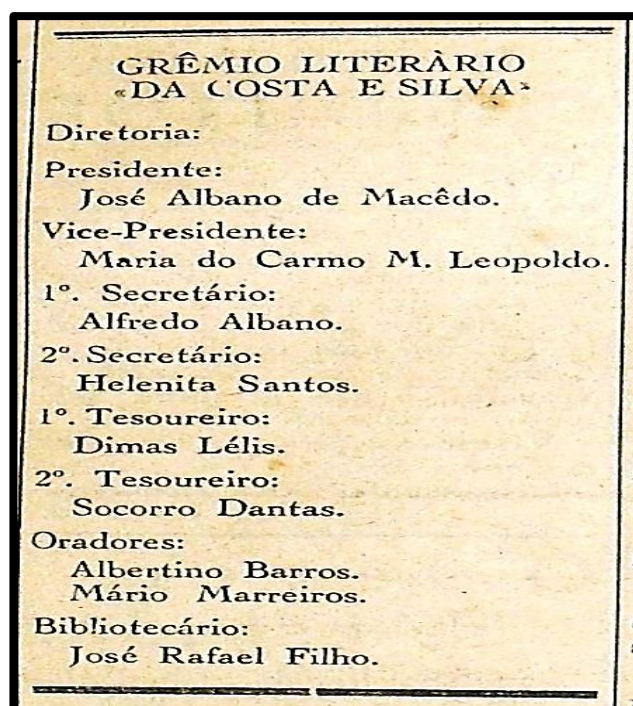 GRÊMIO LITERÀRIO
«DA COSTA E SILVA»
Diretoria:
Presidente:
José Albano de Macêdo.
Vice-Presidente:
Maria do Carmo M. Leopoldo.
1º. Secretário:
Alfredo Albano.
2º. Secretário:
Helenita Santos.
1º. Tesoureiro:
Dimas Lélis.
2º. Tesoureiro:
Socorro Dantas.
Oradores:
Albertino Barros.
Mário Marreiros.
Bibliotecário:
José Rafael Filho.